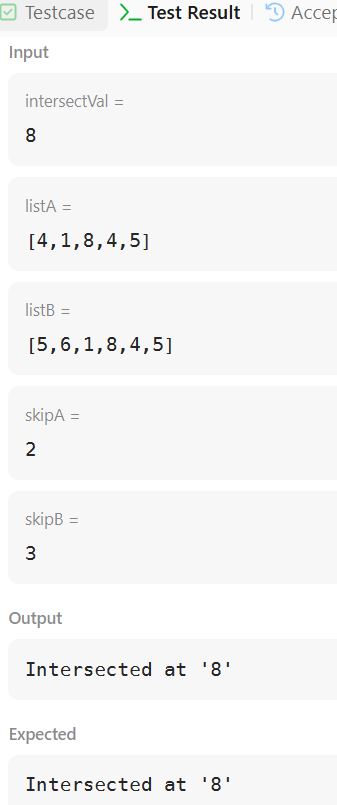 Testcase
Test Result
Accep
Input
intersectVal =
8
listA =
[4,1,8,4,5]
listB =
[5,6,1,8,4,5]
skipA =
2
skipB =
3
Output
Intersected at '8'
Expected
Intersected at '8'